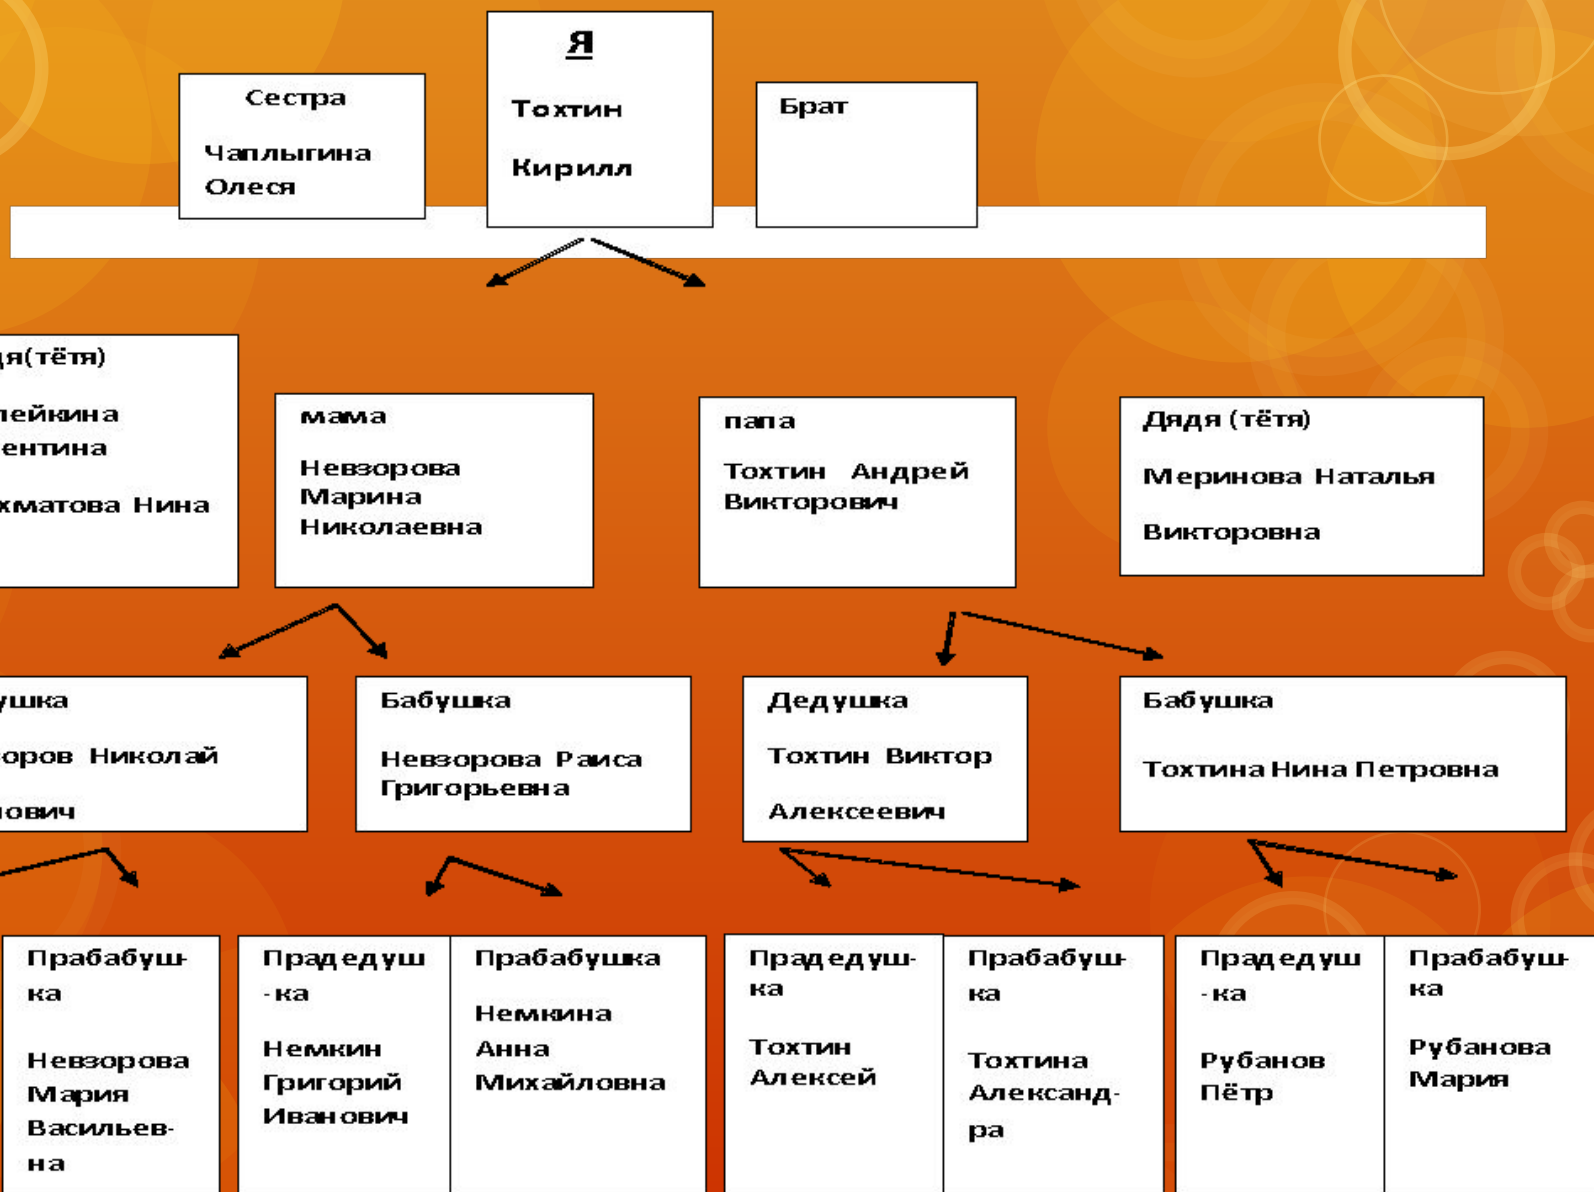 Я
Тохтин
Кирилл
Сестра
Чаплыгина
Олеся
Брат
(тётя)
Нина
мама
Невзорова
Марина
Николаевна
папа
Тохтин Андрей
Викторович
Дядя (тётя)
Меринова Наталья
Викторовна
Николай
Бабушка
Невзорова Раиса
Григорьевна
Дедушка
Тохтин Виктор
Алексеевич
Бабушка
Тохтина Нина Петровна
Прабабуш-
ка
Невзорова
Мария
Васильев-
на
Прадедуш
-ка
Немкин
Григорий
Иванович
Прабабушка
Немкина
Анна
Михайловна
Прадедуш-
ка
Тохтин
Алексей
Прабабуш-
ка
Тохтина
Александ-
ра
Прадедуш
-ка
Рубанов
Пётр
Прабабуш-
ка
Рубанова
Мария